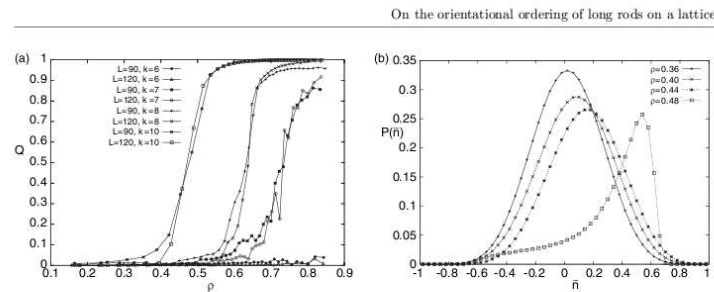 On the orientational ordering of long rods on a lattice
(a)
1
0.9
0.8
0.7
0.6
0.5
0.4
0.3
0.2
0.1
0
Q
L=90, k=6
L=120, k=6
L=90, k=7
L=120, k=7
L=90, k=8
L=120, k=8
L=90, k=10
L=120, k=10
0.1 0.2 0.3 0.4 0.5 0.6 0.7 0.8 0.9
ρ
(b)
0.35
0.3
0.25
0.2
0.15
0.1
0.05
0
P(ñ)
ρ=0.36
ρ=0.40
ρ=0.44
ρ=0.48
-1 -0.8 -0.6 -0.4 -0.2 0 0.2 0.4 0.6 0.8 1
ñ